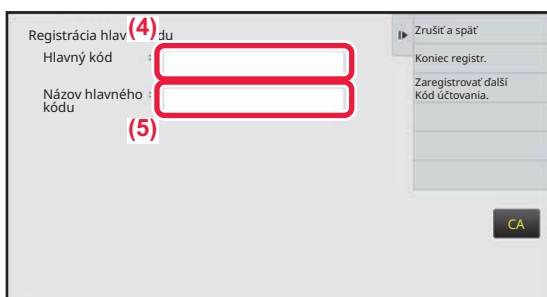 Registrácia hlav (4) du
Hlavný kód :
Názov hlavného :
kódu
(5)
Zrušiť a späť
Koniec registr.
Zaregistrovať ďalší
Kód účtovania.
CA